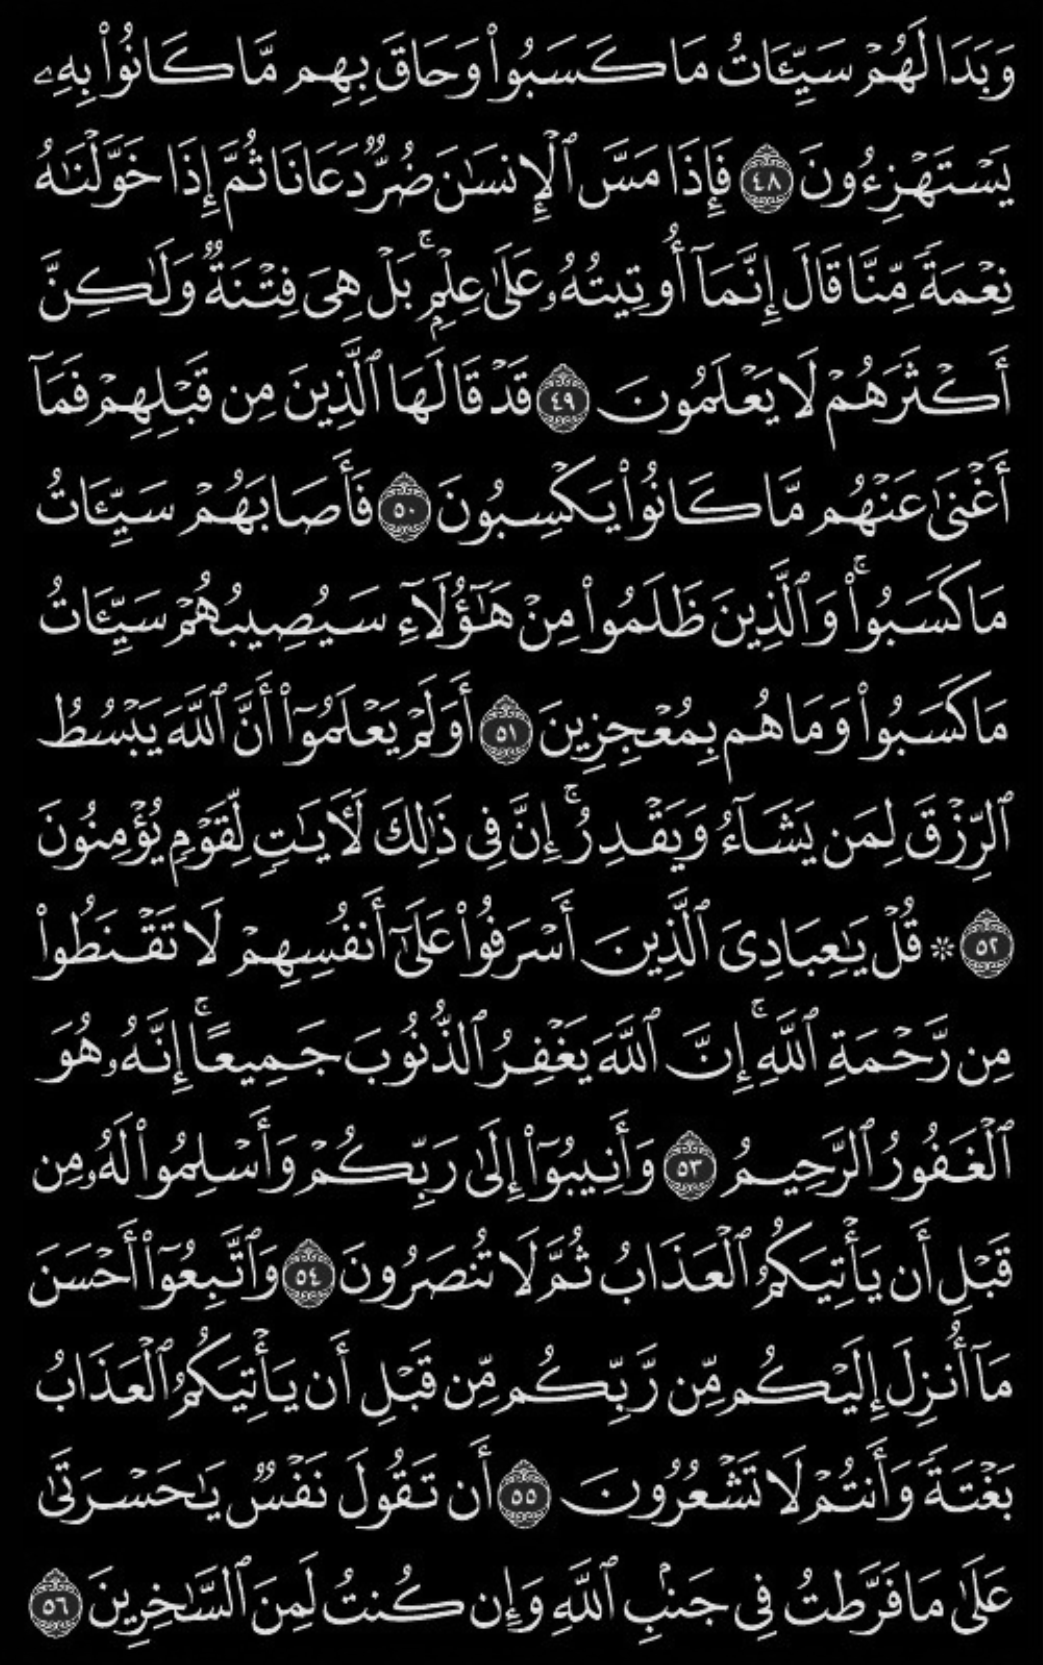 وَبَدَا لَهُمْ سَيِّـَٔاتُ مَا كَسَبُوا۟ وَحَاقَ بِهِم مَّا كَانُوا۟ بِهِۦ
يَسْتَهْزِءُونَ ٤٨ فَإِذَا مَسَّ ٱلْإِنسَـٰنَ ضُرٌّ دَعَانَا ثُمَّ إِذَا خَوَّلْنَـٰهُ
نِعْمَةً مِّنَّا قَالَ إِنَّمَآ أُوتِيتُهُۥ عَلَىٰ عِلْمٍۭ ۚ بَلْ هِىَ فِتْنَةٌ وَلَـٰكِنَّ
أَكْثَرَهُمْ لَا يَعْلَمُونَ ٤٩ قَدْ قَالَهَا ٱلَّذِينَ مِن قَبْلِهِمْ فَمَآ
أَغْنَىٰ عَنْهُم مَّا كَانُوا۟ يَكْسِبُونَ ٥٠ فَأَصَابَهُمْ سَيِّـَٔاتُ
مَا كَسَبُوا۟ ۚ وَٱلَّذِينَ ظَلَمُوا۟ مِنْ هَـٰٓؤُلَآءِ سَيُصِيبُهُمْ سَيِّـَٔاتُ
مَا كَسَبُوا۟ وَمَا هُم بِمُعْجِزِينَ ٥١ أَوَلَمْ يَعْلَمُوٓا۟ أَنَّ ٱللَّهَ يَبْسُطُ
ٱلرِّزْقَ لِمَن يَشَآءُ وَيَقْدِرُ ۚ إِنَّ فِى ذَٰلِكَ لَـَٔايَـٰتٍ لِّقَوْمٍ يُؤْمِنُونَ
٥٢ ۞ قُلْ يَـٰعِبَادِىَ ٱلَّذِينَ أَسْرَفُوا۟ عَلَىٰٓ أَنفُسِهِمْ لَا تَقْنَطُوا۟
مِن رَّحْمَةِ ٱللَّهِ ۚ إِنَّ ٱللَّهَ يَغْفِرُ ٱلذُّنُوبَ جَمِيعًا ۚ إِنَّهُۥ هُوَ
ٱلْغَفُورُ ٱلرَّحِيمُ ٥٣ وَأَنِيبُوٓا۟ إِلَىٰ رَبِّكُمْ وَأَسْلِمُوا۟ لَهُۥ مِن
قَبْلِ أَن يَأْتِيَكُمُ ٱلْعَذَابُ ثُمَّ لَا تُنصَرُونَ ٥٤ وَٱتَّبِعُوٓا۟ أَحْسَنَ
مَآ أُنزِلَ إِلَيْكُم مِّن رَّبِّكُم مِّن قَبْلِ أَن يَأْتِيَكُمُ ٱلْعَذَابُ
بَغْتَةً وَأَنتُمْ لَا تَشْعُرُونَ ٥٥ أَن تَقُولَ نَفْسٌ يَـٰحَسْرَتَىٰ
عَلَىٰ مَا فَرَّطتُ فِى جَنۢبِ ٱللَّهِ وَإِن كُنتُ لَمِنَ ٱلسَّـٰخِرِينَ ٥٦